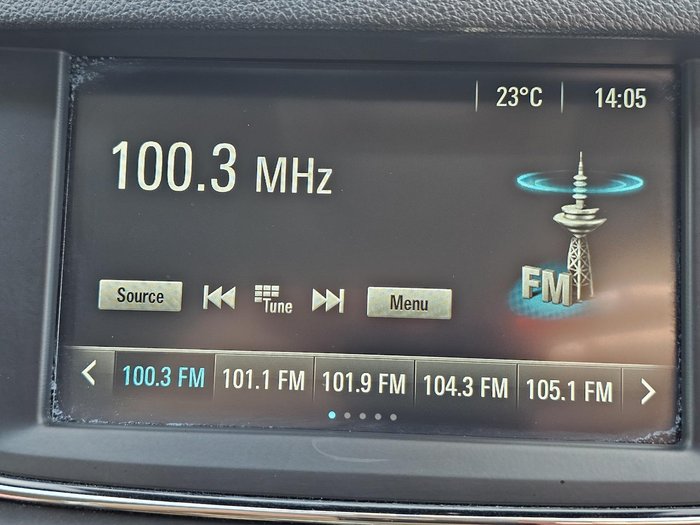 23°C 14:05
100.3 MHz
FM
Source Tune Menu
100.3 FM 101.1 FM 101.9 FM 104.3 FM 105.1 FM